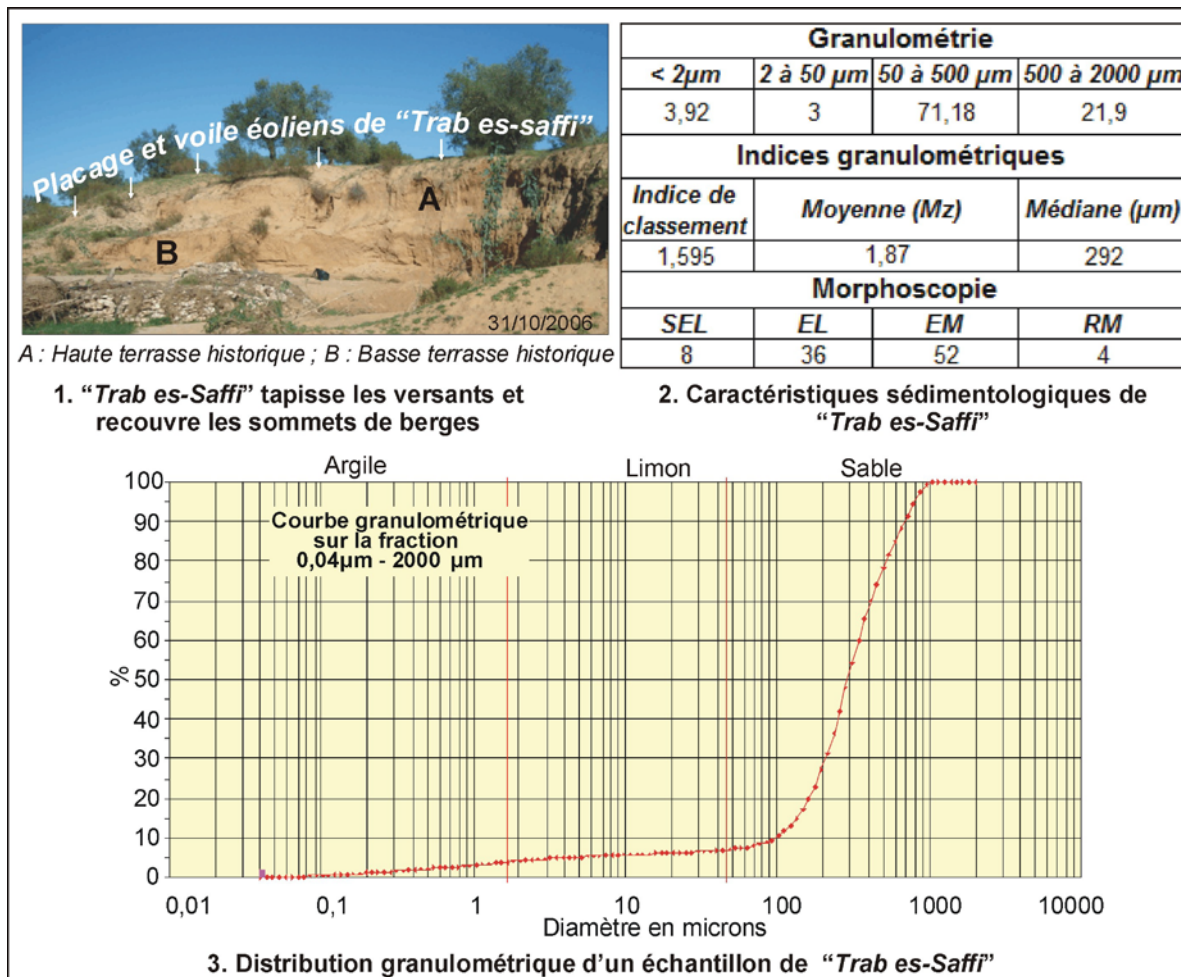 Placage et voile éoliens de “Trab es-saffi”
A
B
31/10/2006
A : Haute terrasse historique ; B : Basse terrasse historique
1. “Trab es-Saffi” tapisse les versants et
recouvre les sommets de berges
Granulométrie
< 2µm 2 à 50 µm 50 à 500 µm 500 à 2000 µm
3,92 3 71,18 21,9
Indices granulométriques
Indice de
classement Moyenne (Mz) Médiane (µm)
1,595 1,87 292
Morphoscopie
SEL EL EM RM
8 36 52 4
2. Caractéristiques sédimentologiques de
“Trab es-Saffi”
Argile Limon Sable
Courbe granulométrique
sur la fraction
0,04µm - 2000 µm
100
90
80
70
60
%
50
40
30
20
10
0
0,01 0,1 1 10 100 1000 10000
Diamètre en microns
3. Distribution granulométrique d’un échantillon de “Trab es-Saffi”